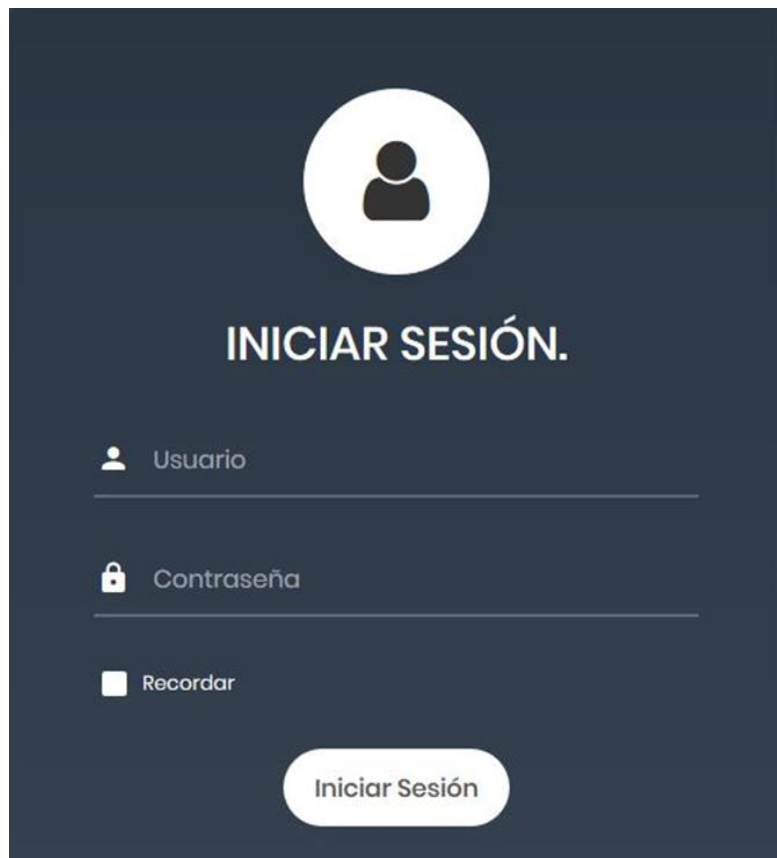 INICIAR SESIÓN.
Usuario
Contraseña
Recordar
Iniciar Sesión